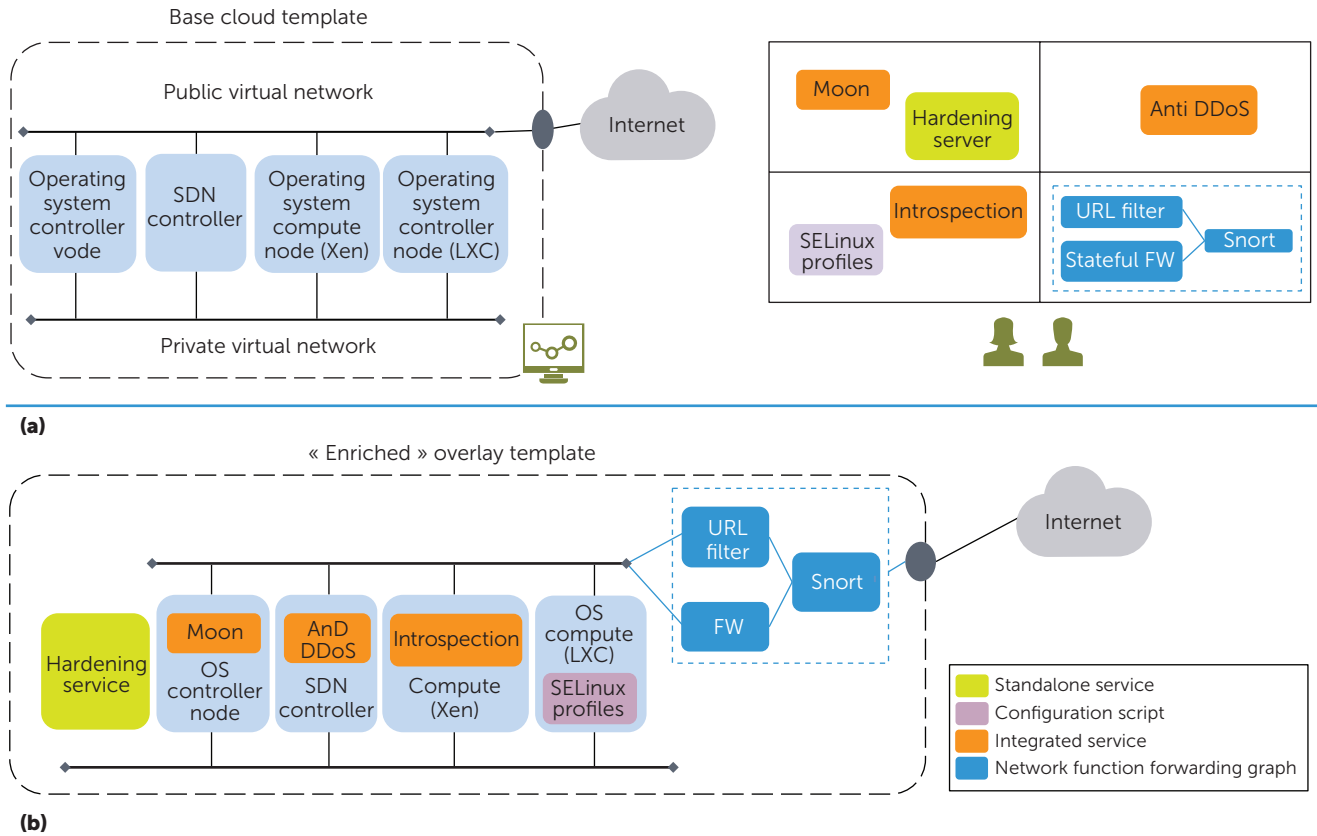 Base cloud template
Public virtual network
Internet
Operating
system
controller
vode
SDN
controller
Operating
system
compute
node (Xen)
Operating
system
controller
node (LXC)
Private virtual network
Moon
Hardening
server
Anti DDoS
SELinux
profiles
Introspection
URL filter
Stateful FW
Snort
(a)
« Enriched » overlay template
Internet
URL
filter
FW
Snort
Hardening
service
Moon
OS
controller
node
AnD
DDoS
SDN
controller
Introspection
Compute
(Xen)
OS
compute
(LXC)
SELinux
profiles
Standalone service
Configuration script
Integrated service
Network function forwarding graph
(b)